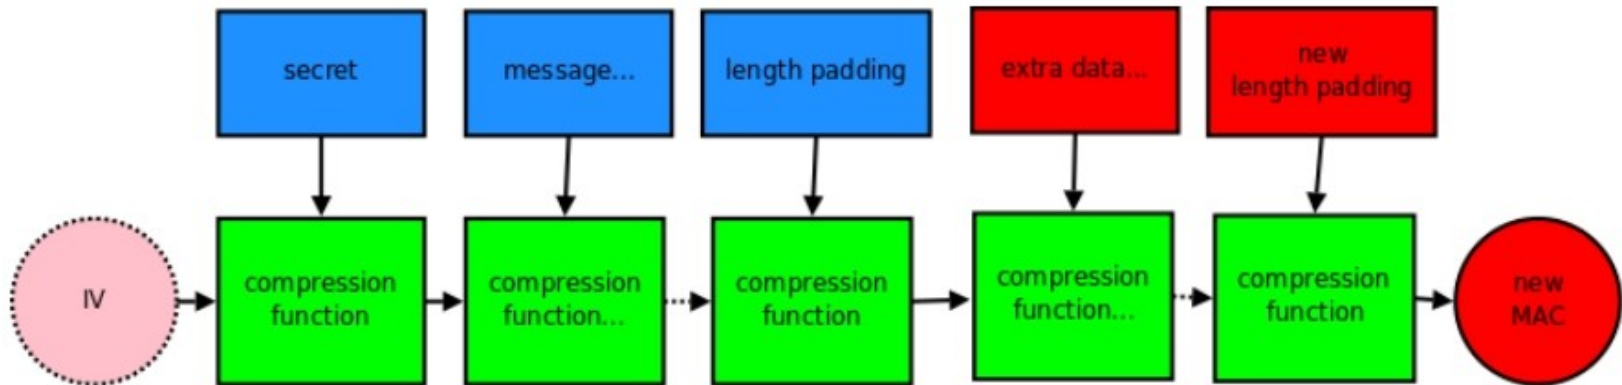 secret
message...
length padding
extra data...
new
length padding
IV
compression
function
compression
function...
compression
function
compression
function...
compression
function
new
MAC